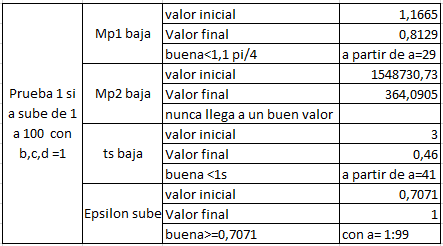 Prueba 1 si
a sube de 1
a 100 con
b,c,d =1
Mp1 baja
valor inicial 1,1665
Valor final 0,8129
buena<1,1 pi/4 a partir de a=29
Mp2 baja
valor inicial 1548730,73
Valor final 364,0905
nunca llega a un buen valor
ts baja
valor inicial 3
Valor final 0,46
buena <1s a partir de a=41
Epsilon sube
valor inicial 0,7071
Valor final 1
buena>=0,7071 con a= 1:99